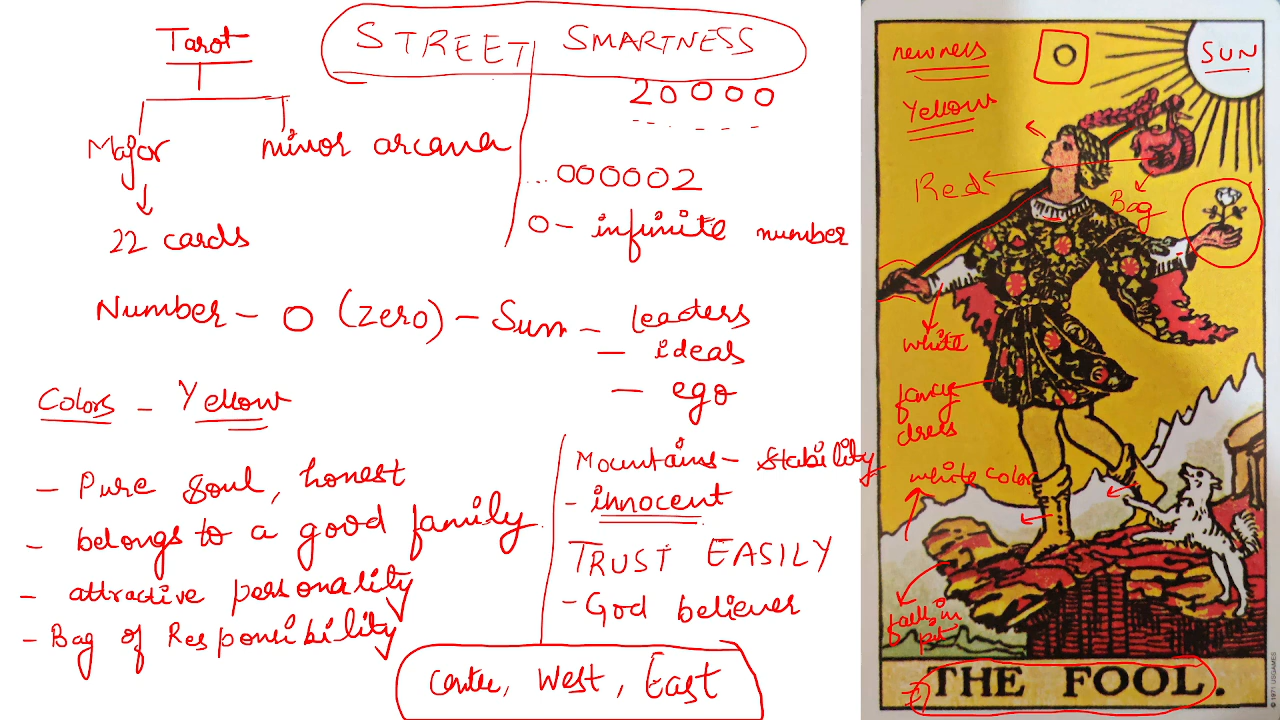 Tarot
Major
minor arcana
22 cards
STREET SMARTNESS
20000
...000002
0 - infinite number
Number - 0 (zero) - Sun - leaders
- ideas
- ego
Colors - Yellow
- Pure soul, honest
- belongs to a good family
- attractive personality
- Bag of Responsibility
Mountains - stability
- innocent
TRUST EASILY
- God believer
Centre, West, East
newness
0
SUN
Yellow
Red
Bag
white
fancy
dress
white color
falls in
pit
THE FOOL.
© 1971 U.S.GAMES